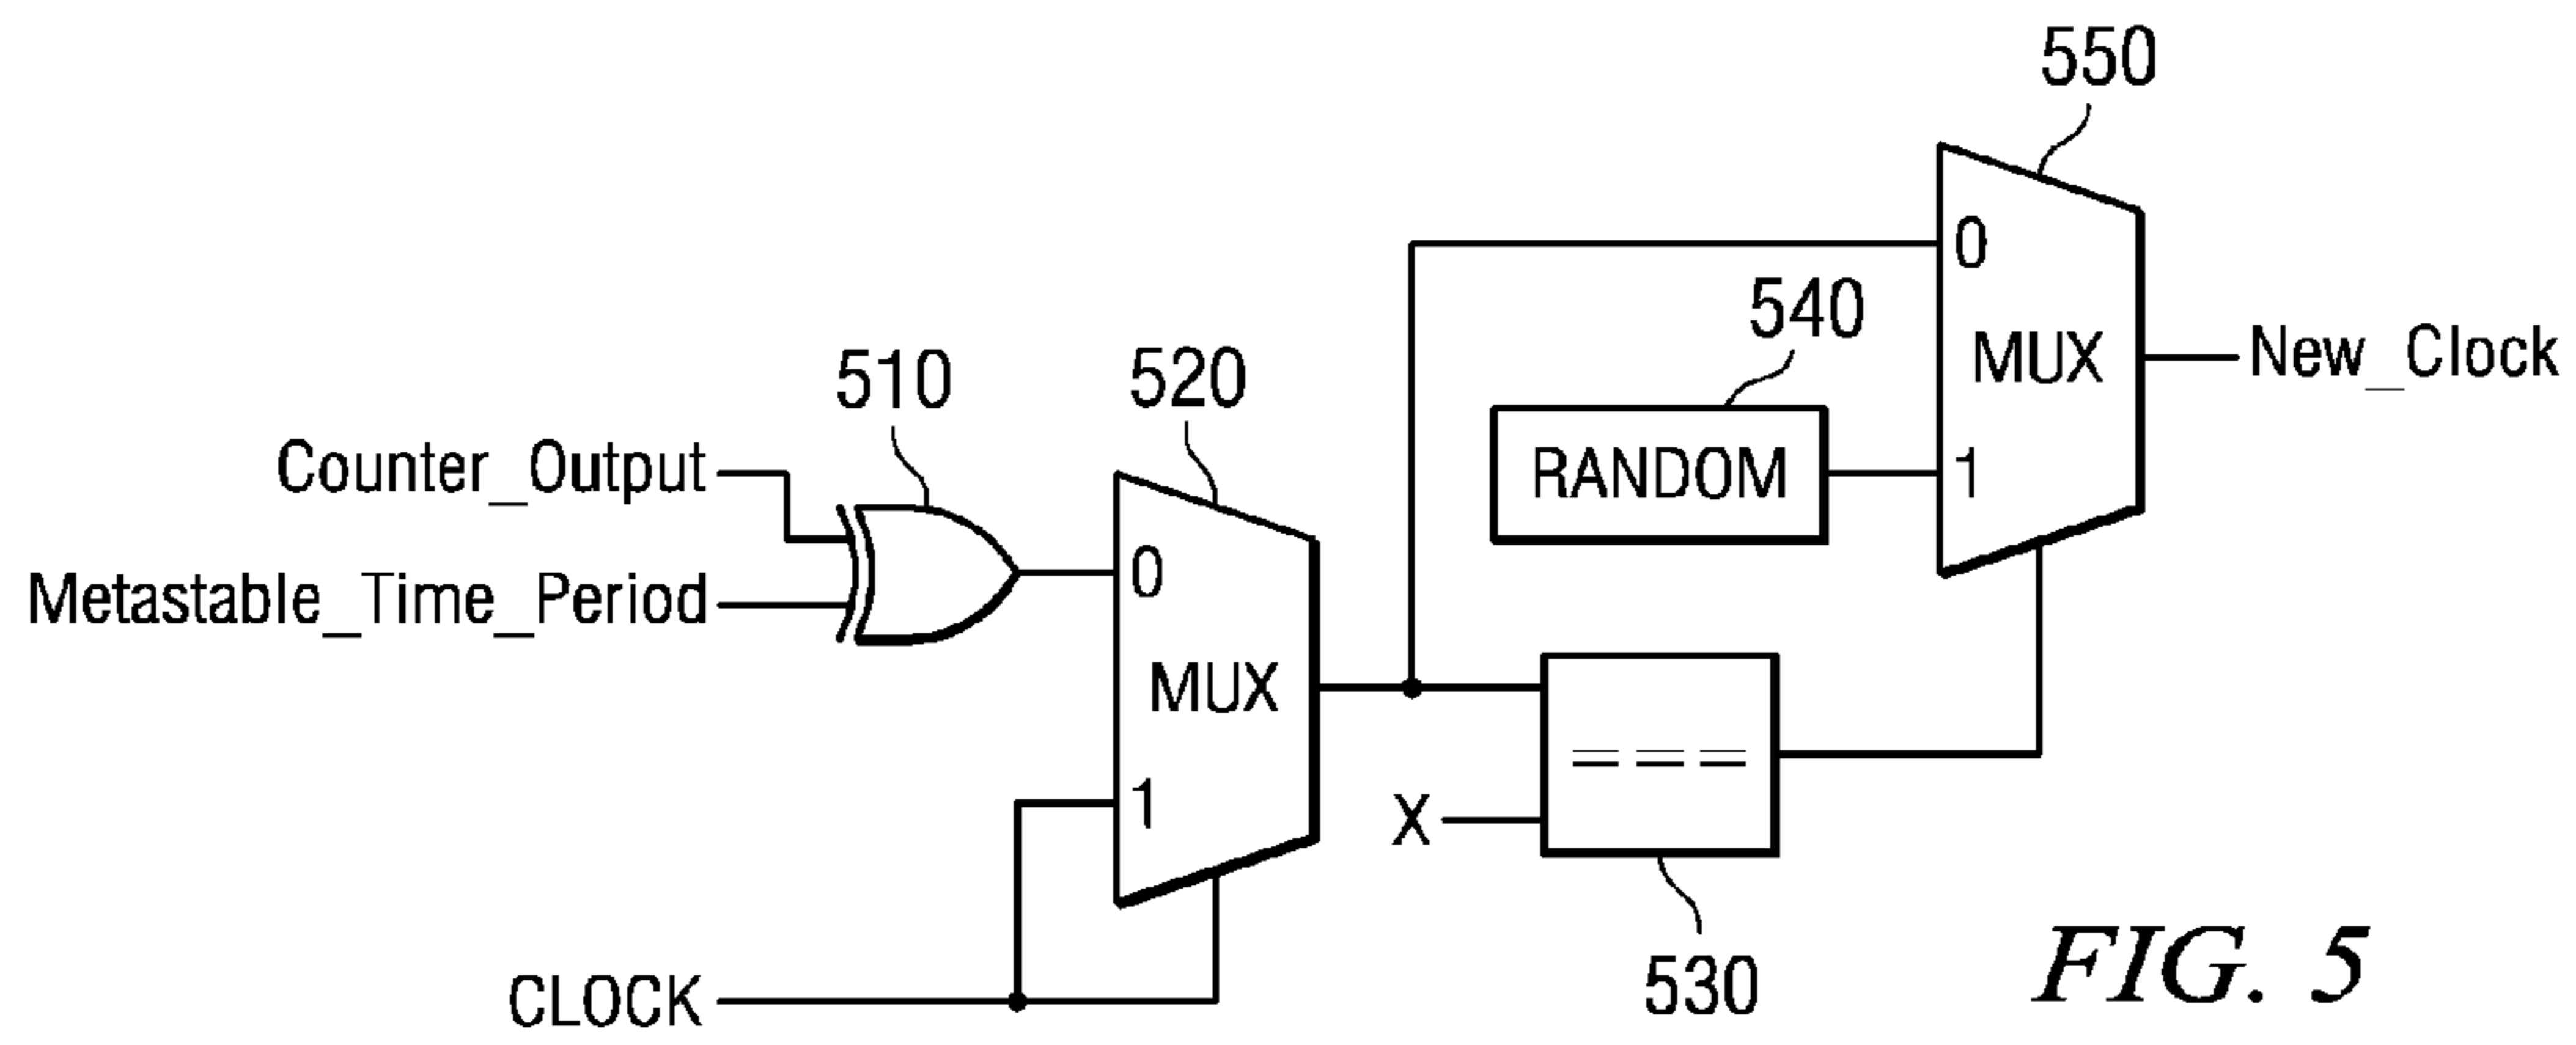 550
0
540
MUX
New_Clock
510
520
RANDOM
1
Counter_Output
0
Metastable_Time_Period
MUX
===
1
X
530
CLOCK
FIG. 5